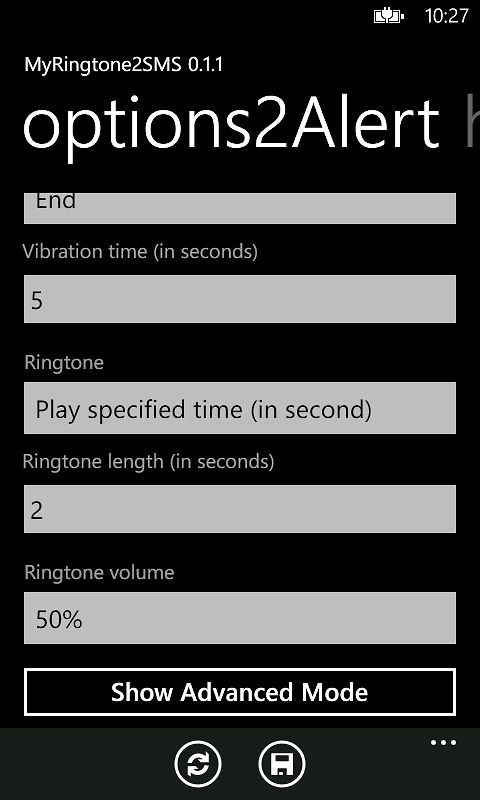 10:27
MyRingtone2SMS 0.1.1
options2Alert h
End
Vibration time (in seconds)
5
Ringtone
Play specified time (in second)
Ringtone length (in seconds)
2
Ringtone volume
50%
Show Advanced Mode